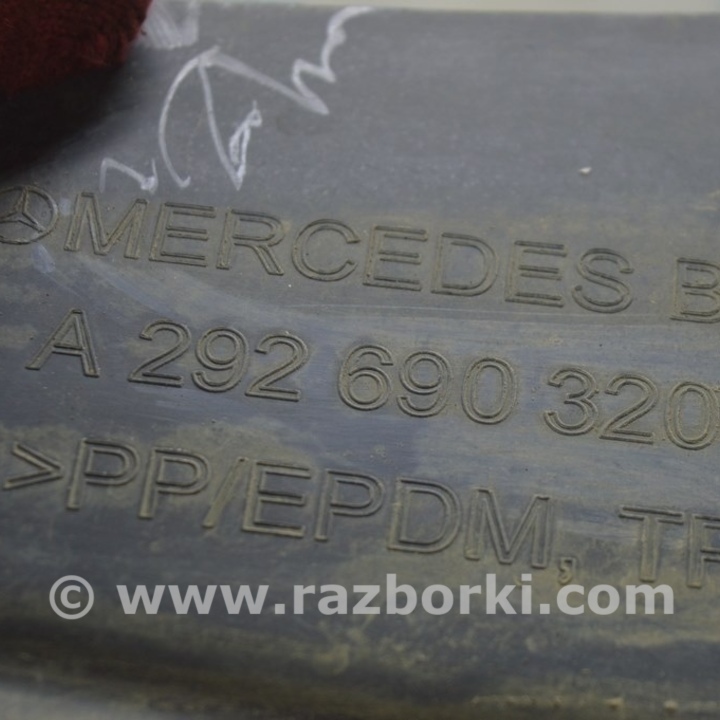 MERCEDES B
A 292 690 320
>PP/EPDM, T
© www.razborki.com